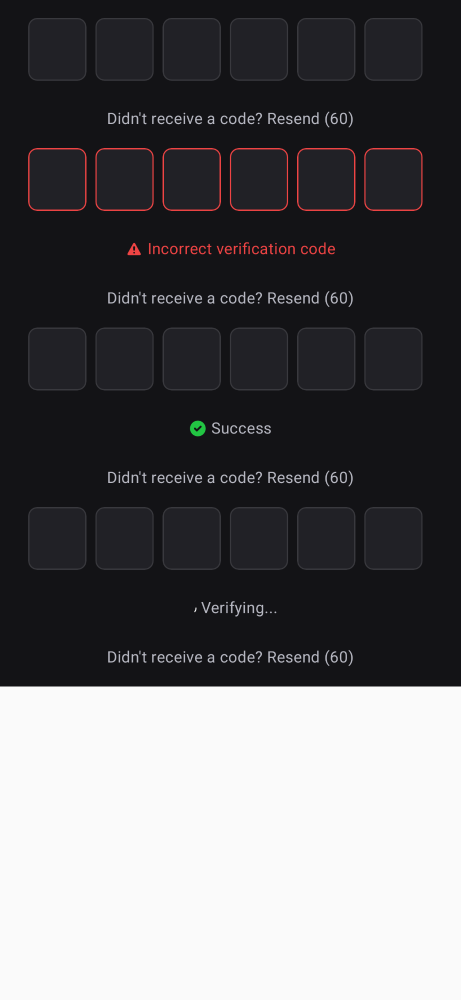 Didn't receive a code? Resend (60)
Incorrect verification code
Didn't receive a code? Resend (60)
Success
Didn't receive a code? Resend (60)
Verifying...
Didn't receive a code? Resend (60)